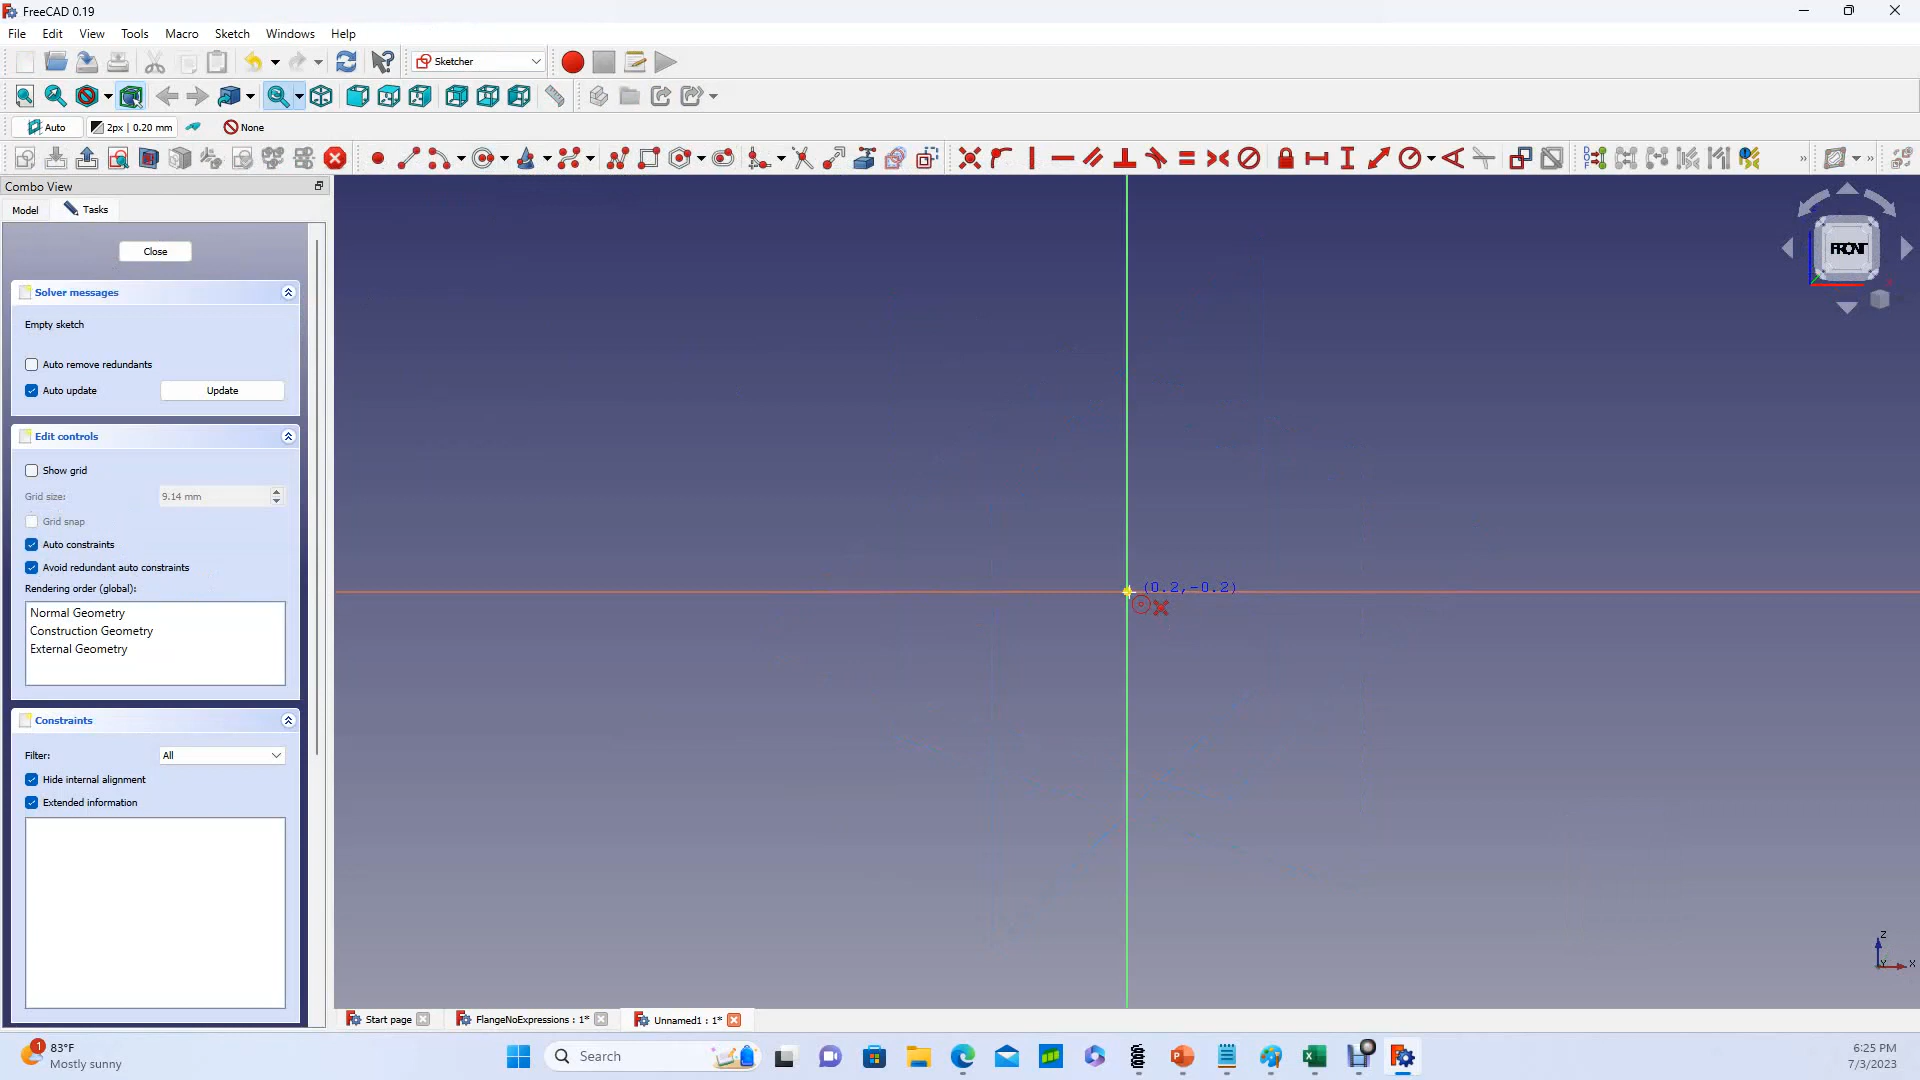 FreeCAD 0.19
File Edit View Tools Macro Sketch Windows Help
Sketcher
Auto 2px | 0.20 mm None
Combo View
Model Tasks
Close
Solver messages
Empty sketch
Auto remove redundants
Auto update Update
Edit controls
Show grid
Grid size: 9.14 mm
Grid snap
Auto constraints
Avoid redundant auto constraints
Rendering order (global):
Normal Geometry
Construction Geometry
External Geometry
Constraints
Filter: All
Hide internal alignment
Extended information
(0.2,-0.2)
FRONT
Z
Y
X
Start page FlangeNoExpressions : 1* Unnamed1 : 1*
1
83°F
Mostly sunny
Search
6:25 PM
7/3/2023